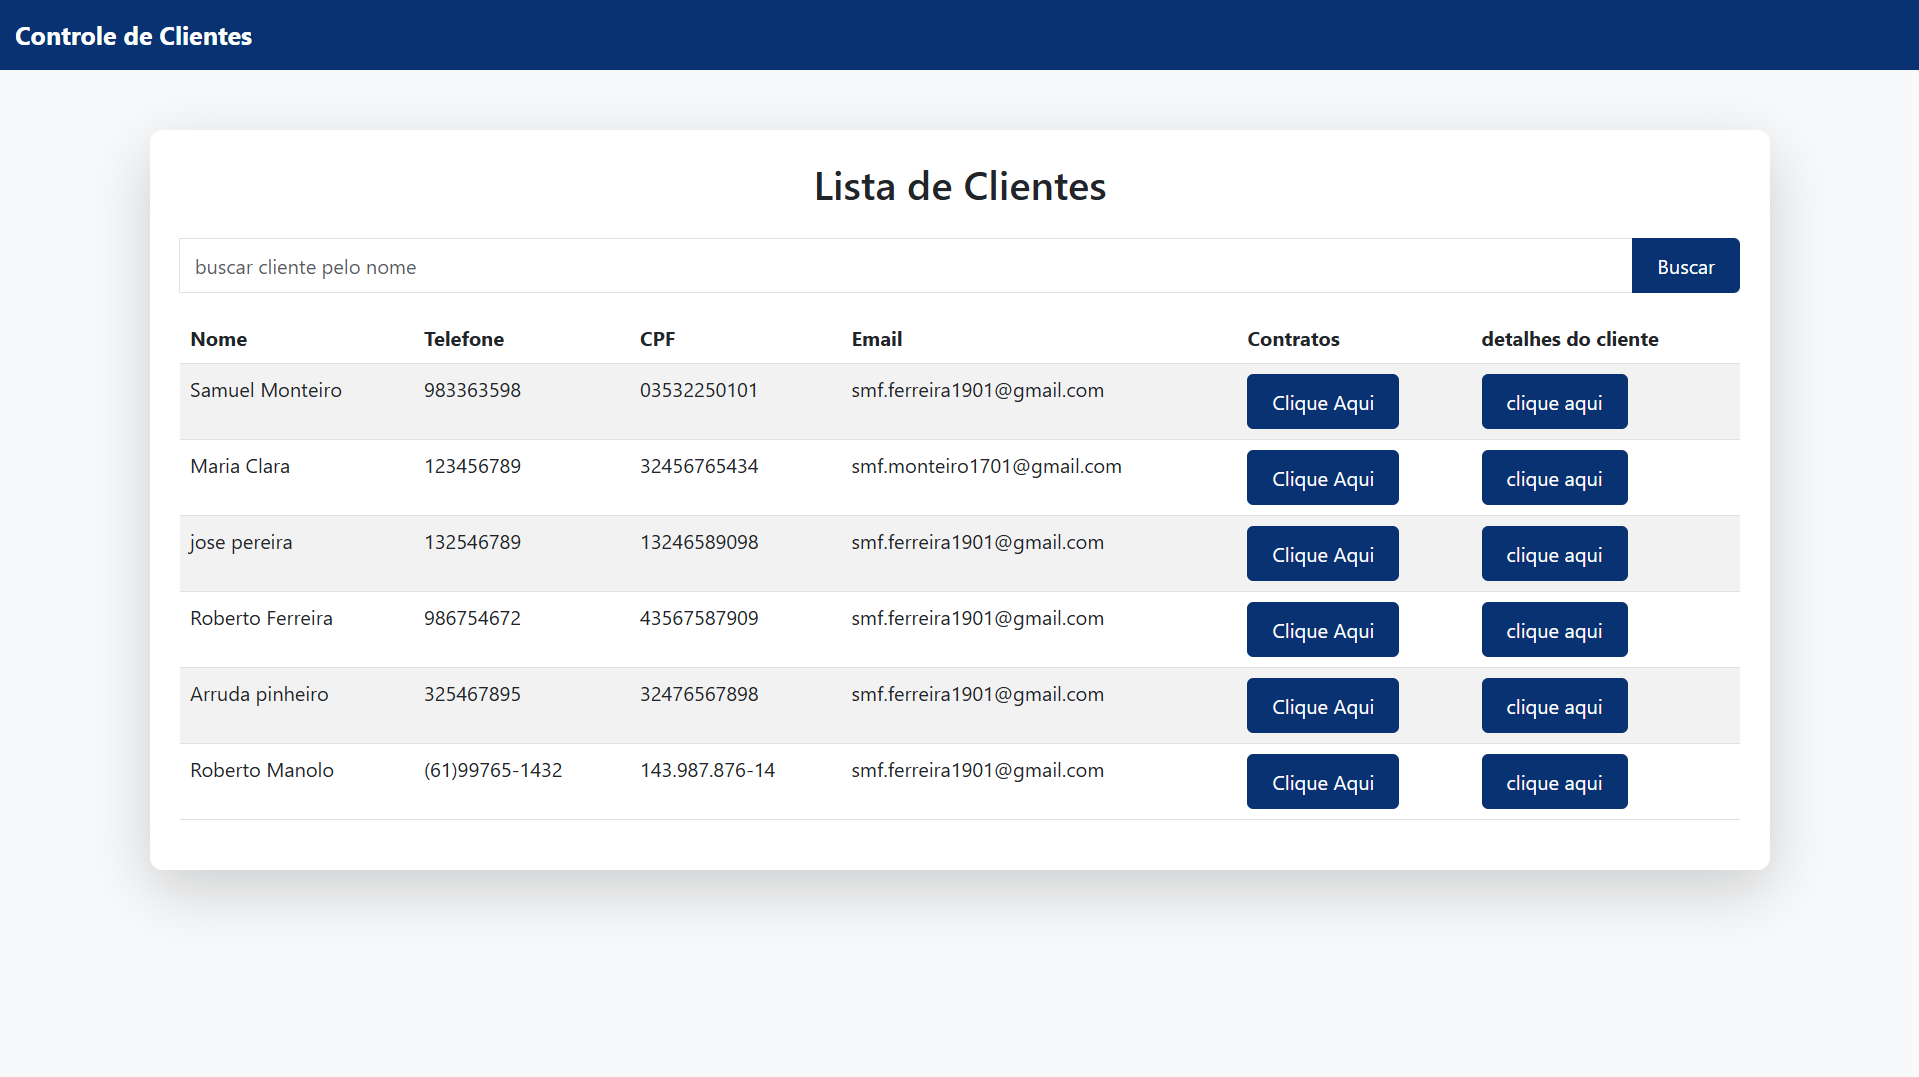 Controle de Clientes
Lista de Clientes
buscar cliente pelo nome Buscar
Nome Telefone CPF Email Contratos detalhes do cliente
Samuel Monteiro 983363598 03532250101 smf.ferreira1901@gmail.com Clique Aqui clique aqui
Maria Clara 123456789 32456765434 smf.monteiro1701@gmail.com Clique Aqui clique aqui
jose pereira 132546789 13246589098 smf.ferreira1901@gmail.com Clique Aqui clique aqui
Roberto Ferreira 986754672 43567587909 smf.ferreira1901@gmail.com Clique Aqui clique aqui
Arruda pinheiro 325467895 32476567898 smf.ferreira1901@gmail.com Clique Aqui clique aqui
Roberto Manolo (61)99765-1432 143.987.876-14 smf.ferreira1901@gmail.com Clique Aqui clique aqui